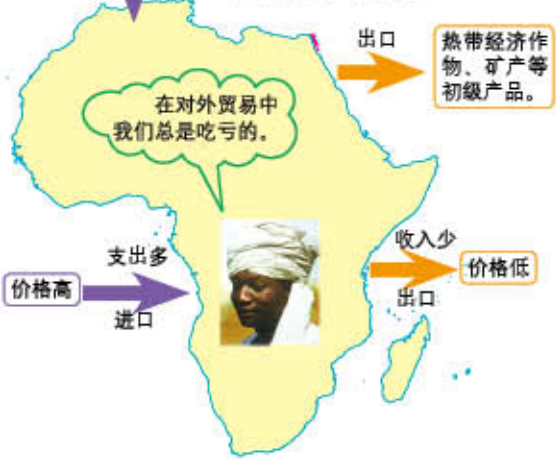 出口
热带经济作
物、矿产等
初级产品。
在对外贸易中
我们总是吃亏的。
支出多
价格高
进口
收入少
价格低
出口